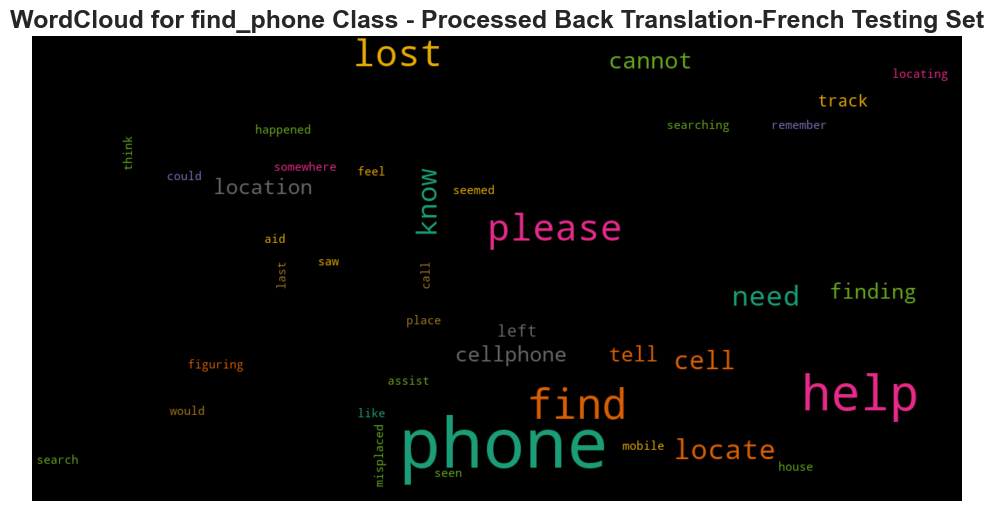 WordCloud for find_phone Class - Processed Back Translation-French Testing Set
lost
cannot
locating
track
searching
remember
happened
think
somewhere
could
feel
location
know
seemed
please
aid
saw
last
call
need
finding
place
left
cellphone
tell
cell
figuring
assist
help
find
would
like
phone
misplaced
mobile
locate
search
seen
house